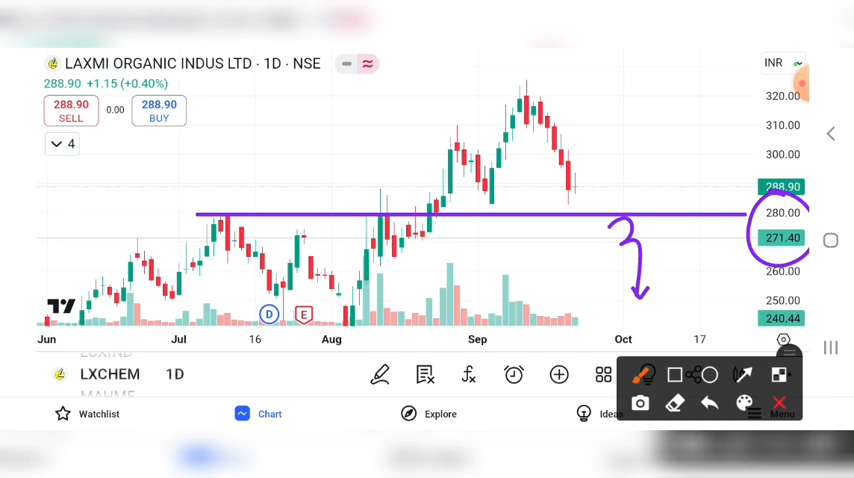 LAXMI ORGANIC INDUS LTD · 1D · NSE
INR
288.90 +1.15 (+0.40%)
288.90
SELL
0.00
288.90
BUY
4
320.00
310.00
300.00
288.90
280.00
271.40
260.00
250.00
240.44
D
E
Jun
Jul
16
Aug
Sep
Oct
17
LXCHEM 1D
Watchlist
Chart
Explore
Ideas
Menu